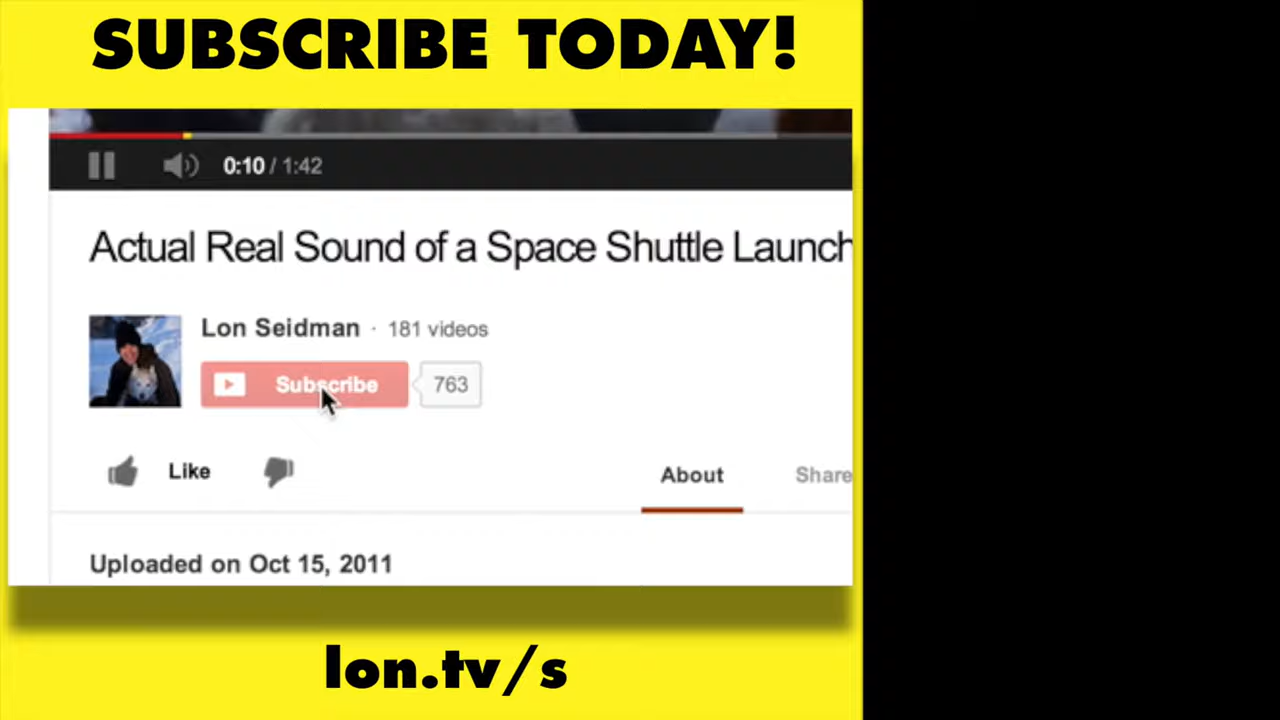 SUBSCRIBE TODAY!
0:10 / 1:42
Actual Real Sound of a Space Shuttle Launch
Lon Seidman · 181 videos
Subscribe 763
Like
About Share
Uploaded on Oct 15, 2011
lon.tv/s